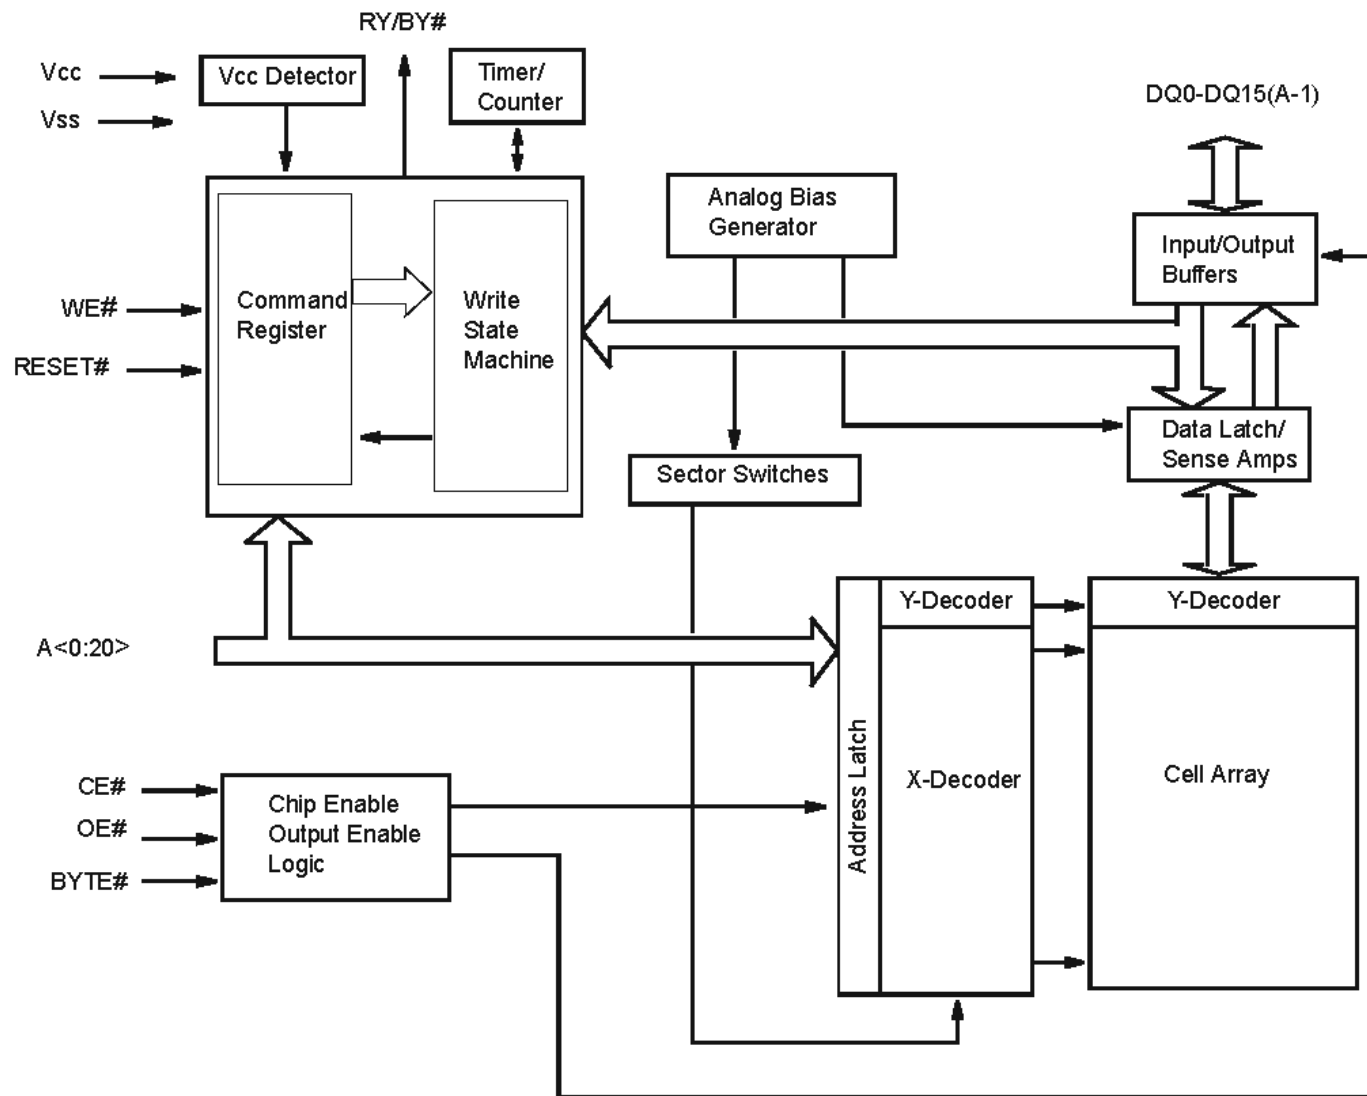 RY/BY#
Vcc
Vcc Detector
Timer/
Counter
Vss
DQ0-DQ15(A-1)
Analog Bias
Generator
Input/Output
Buffers
WE#
Command
Register
Write
State
Machine
RESET#
Data Latch/
Sense Amps
Sector Switches
Y-Decoder
Y-Decoder
A<0:20>
Address Latch
X-Decoder
Cell Array
CE#
OE#
BYTE#
Chip Enable
Output Enable
Logic